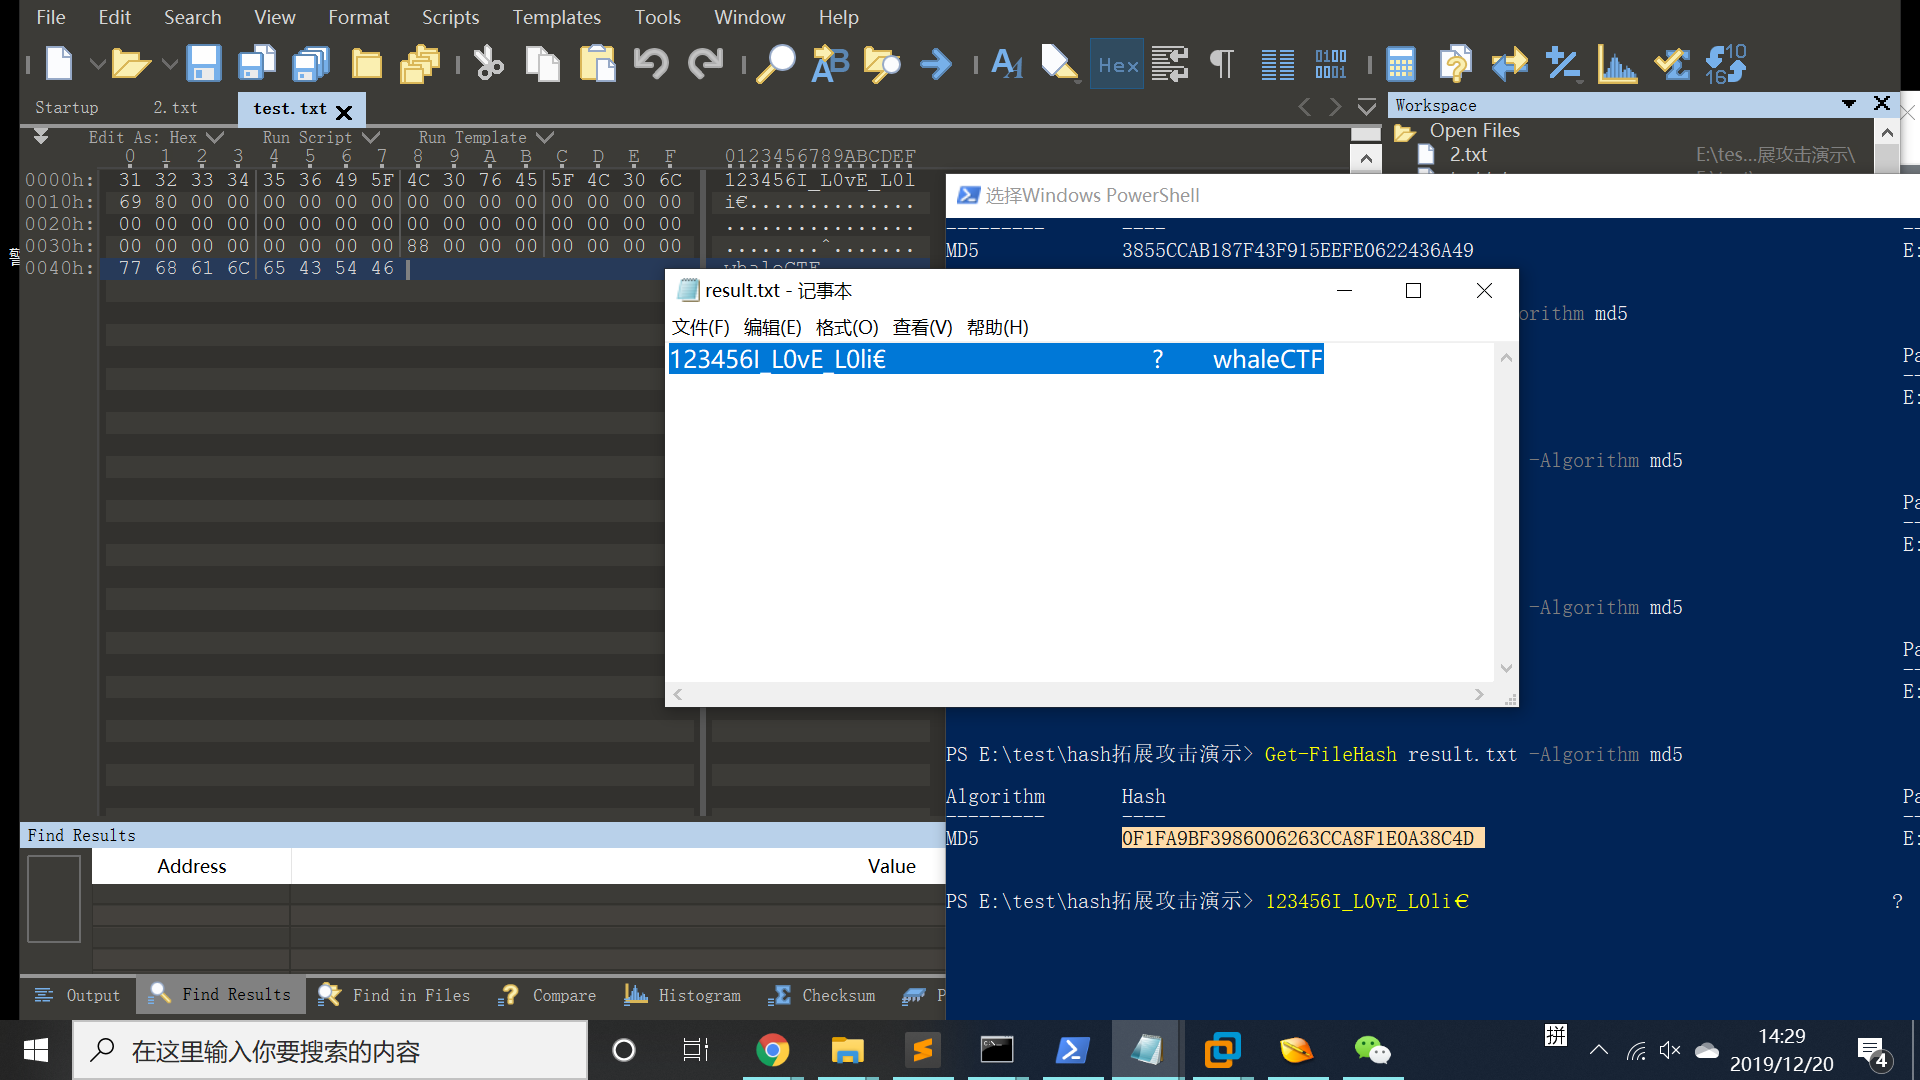 File Edit Search View Format Scripts Templates Tools Window Help
Hex
Startup 2.txt test.txt
Workspace
Edit As: Hex Run Script Run Template
Open Files
2.txt E:\tes...展攻击演示\
0 1 2 3 4 5 6 7 8 9 A B C D E F 0123456789ABCDEF
0000h: 31 32 33 34 35 36 49 5F 4C 30 76 45 5F 4C 30 6C 123456I_L0vE_L0l
0010h: 69 80 00 00 00 00 00 00 00 00 00 00 00 00 00 00 i€..............
0020h: 00 00 00 00 00 00 00 00 00 00 00 00 00 00 00 00 ................
0030h: 00 00 00 00 00 00 00 00 88 00 00 00 00 00 00 00 ........ˆ.......
0040h: 77 68 61 6C 65 43 54 46 whaleCTF
选择Windows PowerShell
--------- ----
MD5 3855CCAB187F43F915EEFE0622436A49 E:
result.txt - 记事本
文件(F) 编辑(E) 格式(O) 查看(V) 帮助(H)
123456I_L0vE_L0li€ ? whaleCTF
orithm md5
Pa
--
E:
-Algorithm md5
Pa
--
E:
-Algorithm md5
Pa
--
E:
PS E:\test\hash拓展攻击演示> Get-FileHash result.txt -Algorithm md5
Algorithm Hash Pa
--------- ---- --
MD5 0F1FA9BF3986006263CCA8F1E0A38C4D E:
PS E:\test\hash拓展攻击演示> 123456I_L0vE_L0li€ ?
Find Results
Address Value
Output Find Results Find in Files Compare Histogram Checksum P
在这里输入你要搜索的内容
拼
14:29
2019/12/20
4